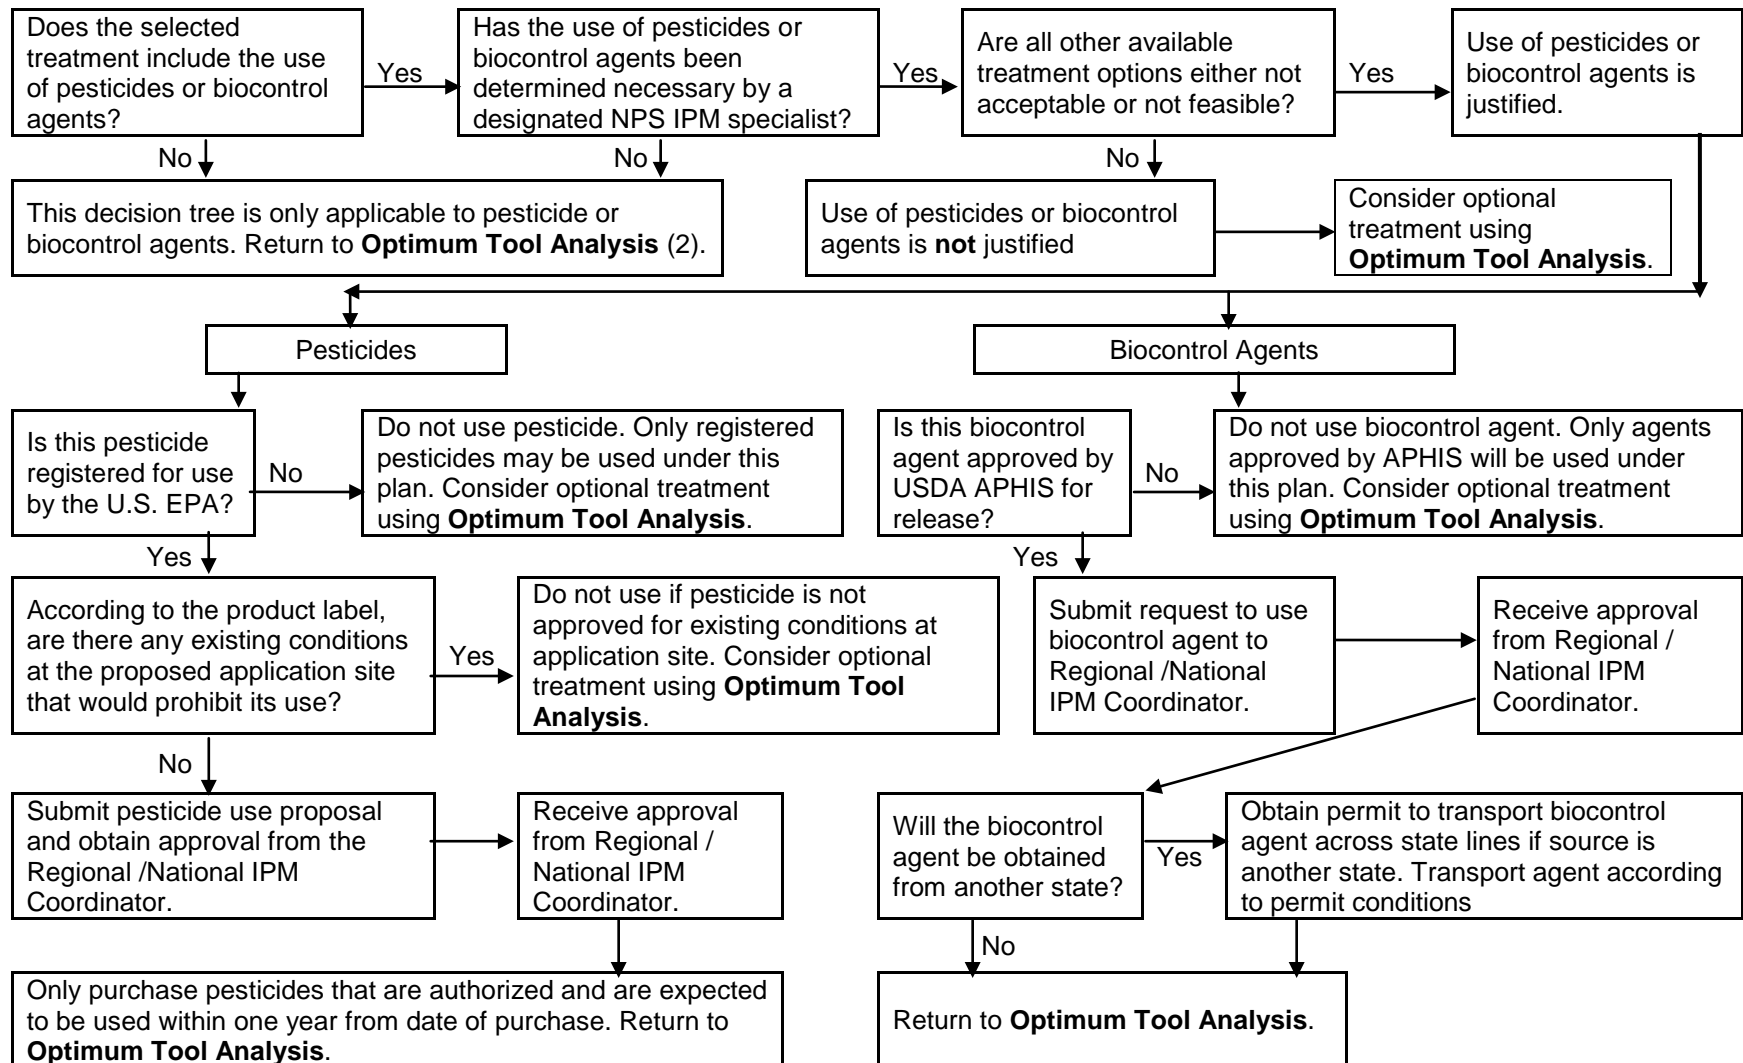 Does the selected
treatment include the use
of pesticides or biocontrol
agents?
Yes
Has the use of pesticides or
biocontrol agents been
determined necessary by a
designated NPS IPM specialist?
Yes
Are all other available
treatment options either not
acceptable or not feasible?
Yes
Use of pesticides or
biocontrol agents is
justified.
No
No
No
This decision tree is only applicable to pesticide or
biocontrol agents. Return to Optimum Tool Analysis (2).
Use of pesticides or biocontrol
agents is not justified
Consider optional
treatment using
Optimum Tool Analysis.
Pesticides
Biocontrol Agents
Is this pesticide
registered for use
by the U.S. EPA?
No
Do not use pesticide. Only registered
pesticides may be used under this
plan. Consider optional treatment
using Optimum Tool Analysis.
Is this biocontrol
agent approved by
USDA APHIS for
release?
No
Do not use biocontrol agent. Only agents
approved by APHIS will be used under
this plan. Consider optional treatment
using Optimum Tool Analysis.
Yes
Yes
According to the product label,
are there any existing conditions
at the proposed application site
that would prohibit its use?
Yes
Do not use if pesticide is not
approved for existing conditions at
application site. Consider optional
treatment using Optimum Tool
Analysis.
Submit request to use
biocontrol agent to
Regional /National
IPM Coordinator.
Receive approval
from Regional /
National IPM
Coordinator.
No
Submit pesticide use proposal
and obtain approval from the
Regional /National IPM
Coordinator.
Receive approval
from Regional /
National IPM
Coordinator.
Will the biocontrol
agent be obtained
from another state?
Yes
Obtain permit to transport biocontrol
agent across state lines if source is
another state. Transport agent according
to permit conditions
No
Only purchase pesticides that are authorized and are expected
to be used within one year from date of purchase. Return to
Optimum Tool Analysis.
Return to Optimum Tool Analysis.